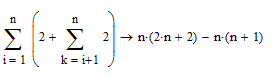 ∑_{i = 1}^{n} (2 + ∑_{k = i+1}^{n} 2) → n·(2·n + 2) − n·(n + 1)